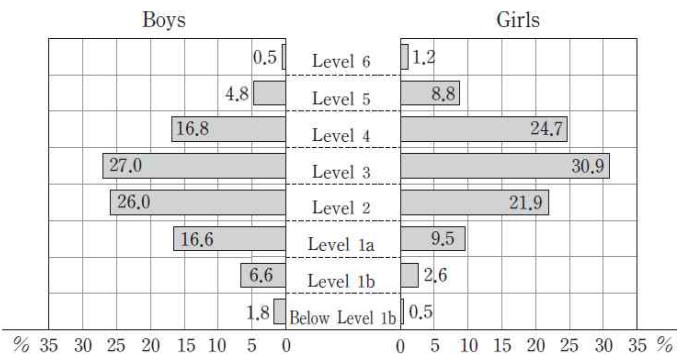 Boys Girls
0.5 Level 6 1.2
4.8 Level 5 8.8
16.8 Level 4 24.7
27.0 Level 3 30.9
26.0 Level 2 21.9
16.6 Level 1a 9.5
6.6 Level 1b 2.6
1.8 Below Level 1b 0.5
% 35 30 25 20 15 10 5 0 0 5 10 15 20 25 30 35 %